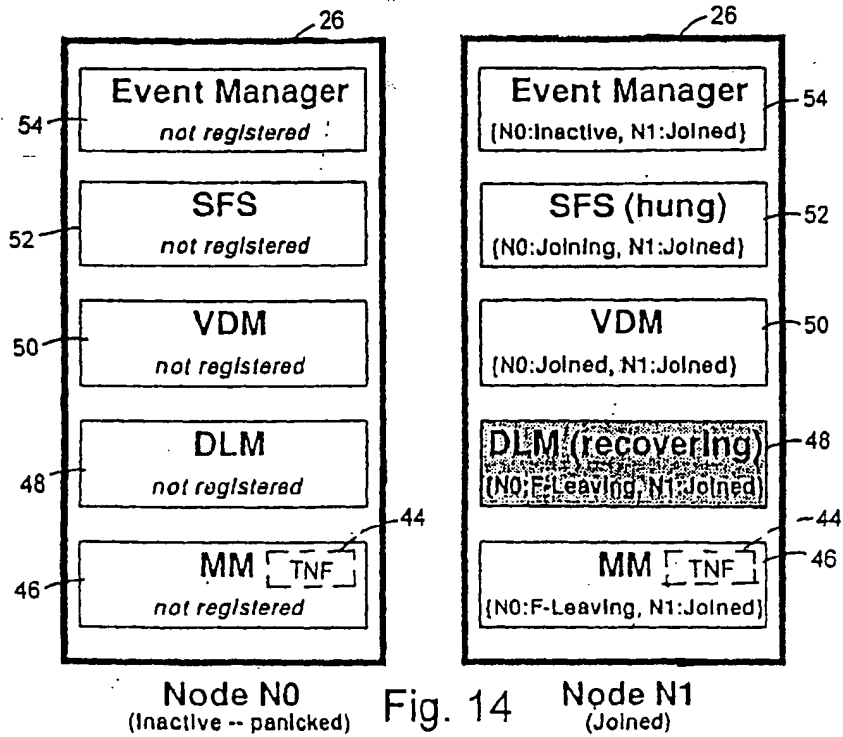 26
Event Manager
not registered
54
SFS
not registered
52
VDM
not registered
50
DLM
not registered
48
44
MM TNF
not registered
46
Node N0
(Inactive -- panicked)
26
Event Manager
{N0:Inactive, N1:Joined}
54
SFS (hung)
{N0:Joining, N1:Joined}
52
VDM
{N0:Joined, N1:Joined}
50
DLM (recovering)
{N0:F-Leaving, N1:Joined}
48
44
MM TNF
{N0:F-Leaving, N1:Joined}
46
Node N1
(Joined)
Fig. 14